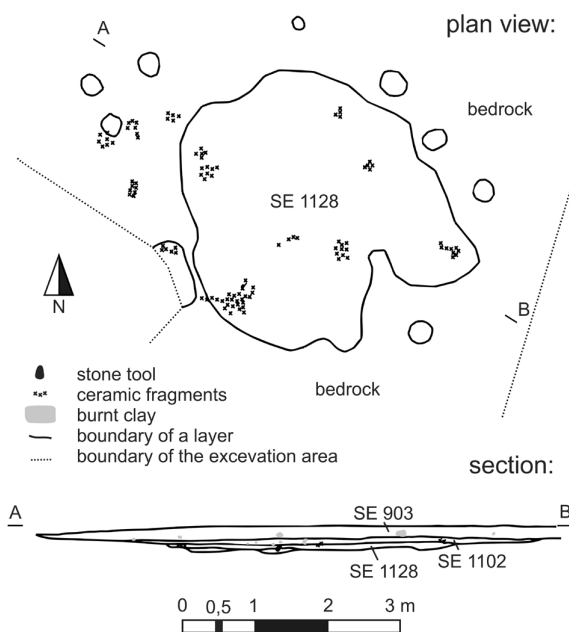 A
plan view:
bedrock
SE 1128
B
N
bedrock
stone tool
ceramic fragments
burnt clay
boundary of a layer
boundary of the excevation area
section:
A
SE 903
B
SE 1102
SE 1128
0 0,5 1 2 3 m